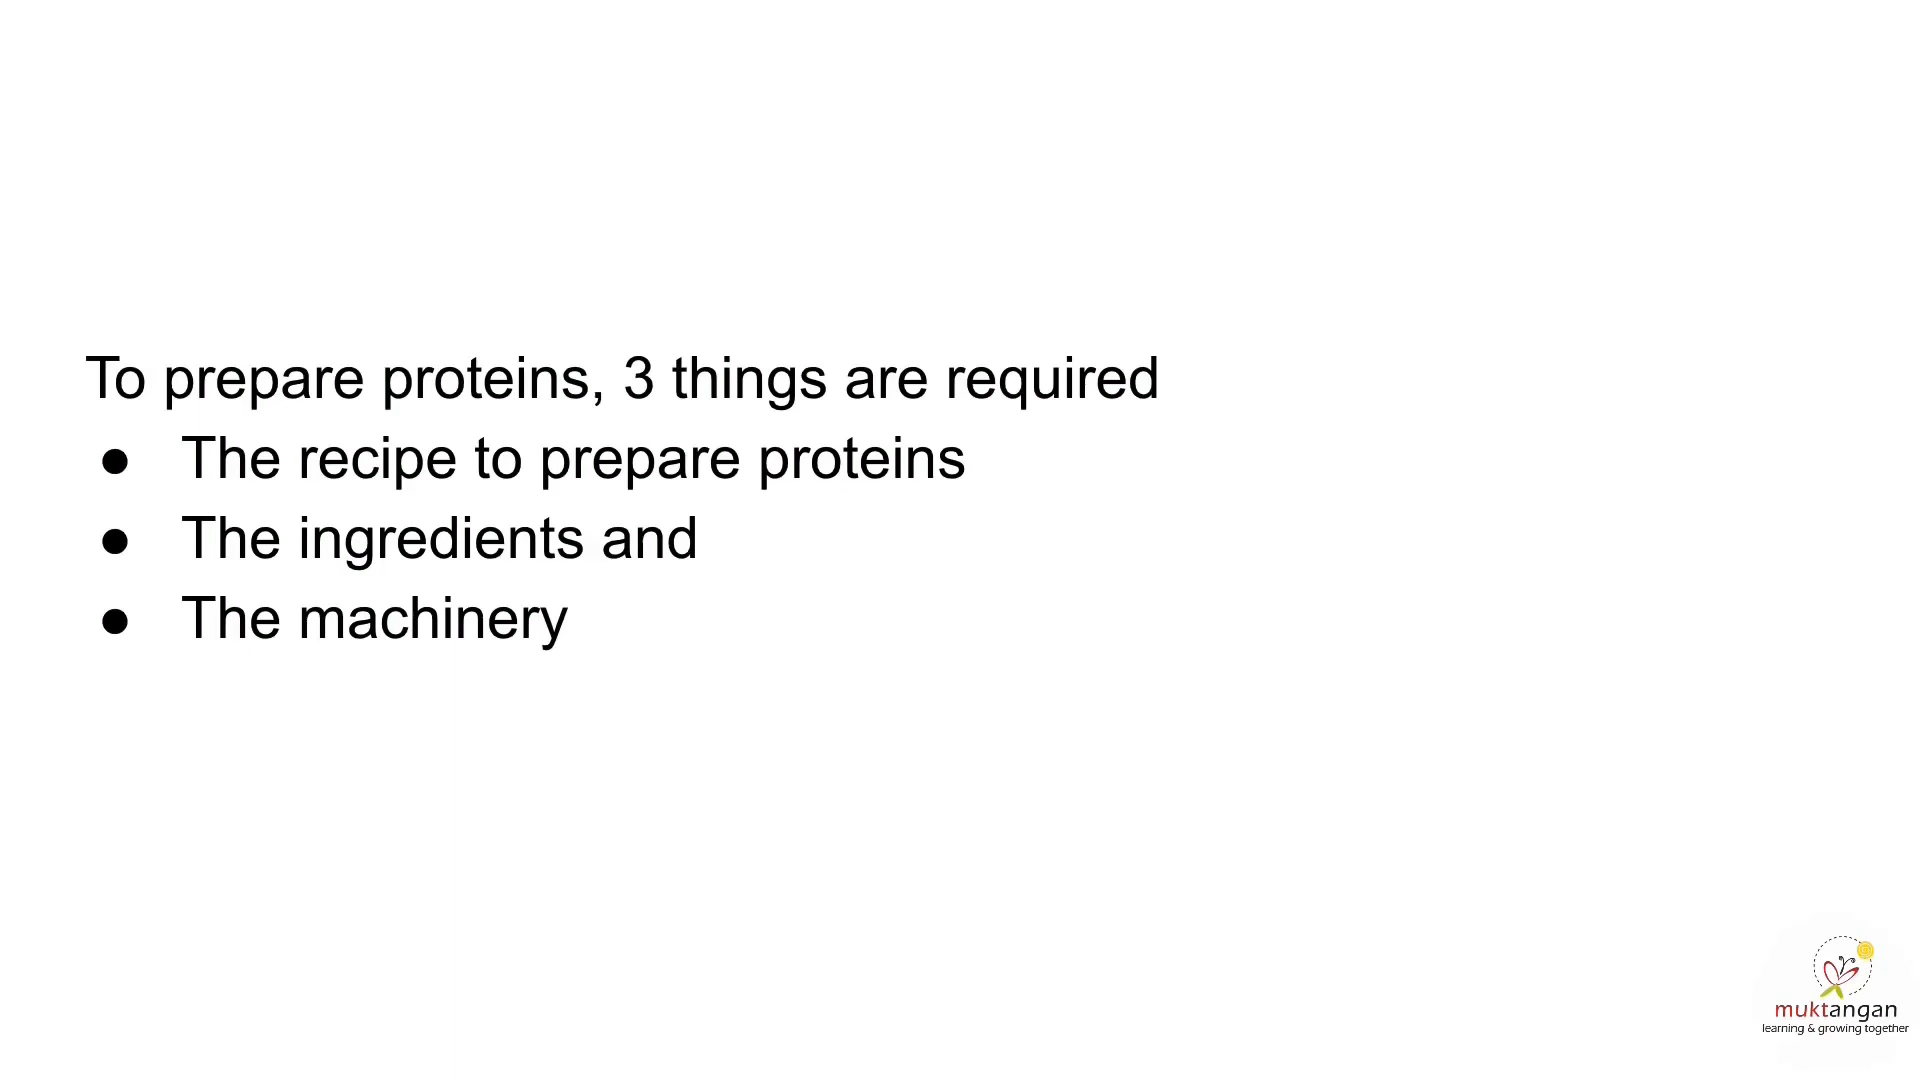 To prepare proteins, 3 things are required
● The recipe to prepare proteins
● The ingredients and
● The machinery
muktangan
learning & growing together